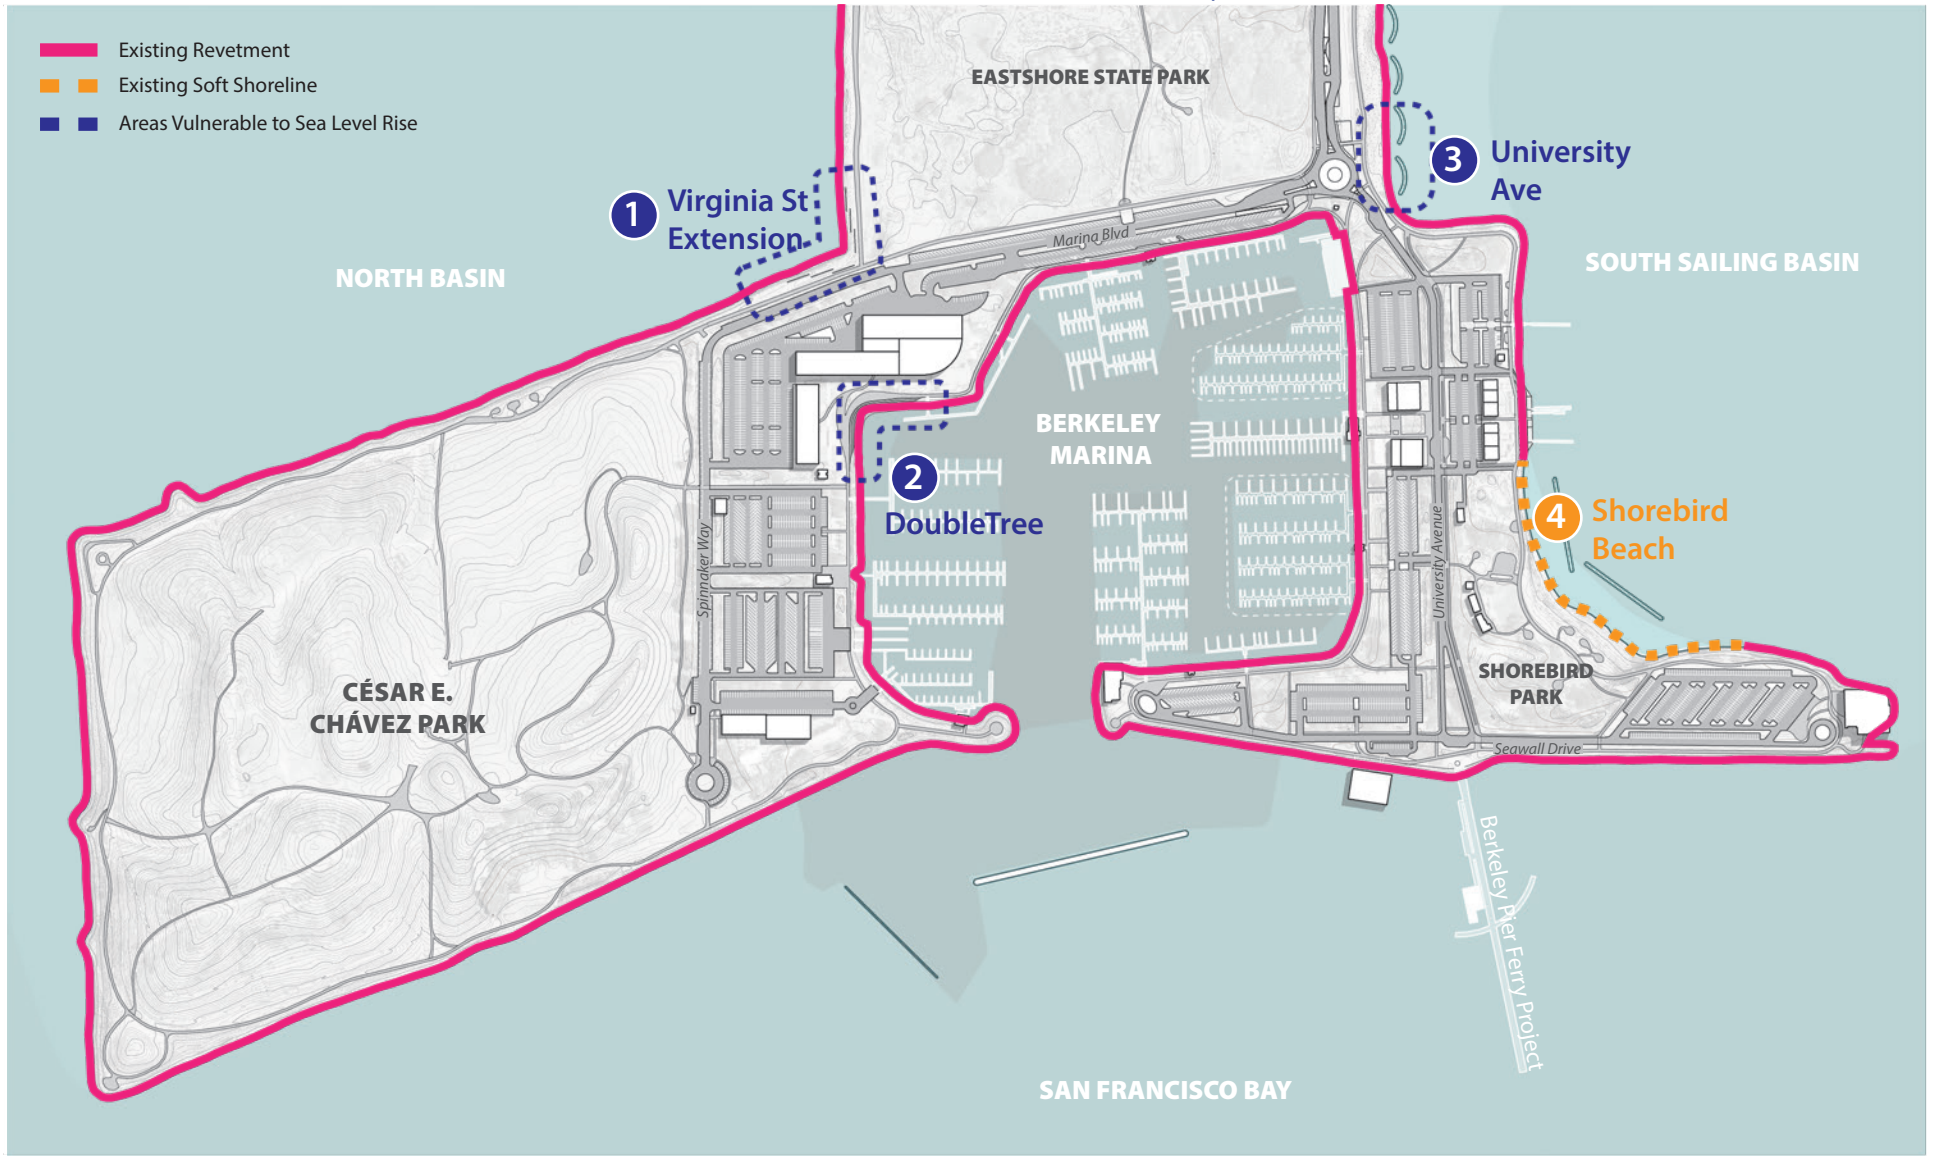 Existing Revetment
Existing Soft Shoreline
Areas Vulnerable to Sea Level Rise
EASTSHORE STATE PARK
1
Virginia St
Extension
3
University
Ave
Marina Blvd
NORTH BASIN
SOUTH SAILING BASIN
BERKELEY
MARINA
2
DoubleTree
4
Shorebird
Beach
Spinnaker Way
University Avenue
CÉSAR E.
CHÁVEZ PARK
SHOREBIRD
PARK
Seawall Drive
Berkeley Pier Ferry Project
SAN FRANCISCO BAY